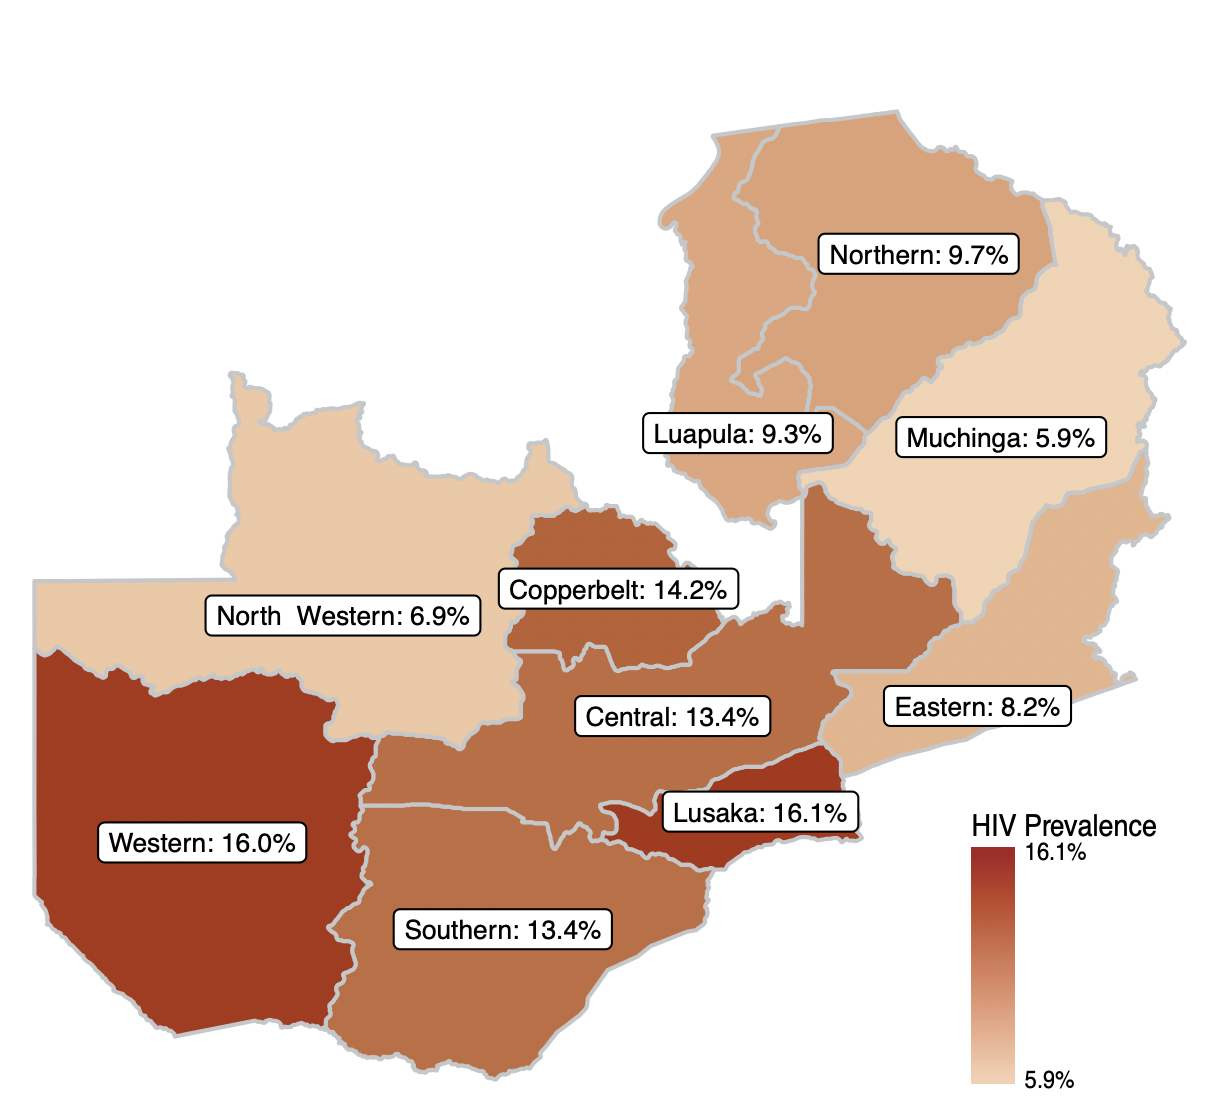 Northern: 9.7%
Luapula: 9.3%
Muchinga: 5.9%
Copperbelt: 14.2%
North  Western: 6.9%
Central: 13.4%
Eastern: 8.2%
Lusaka: 16.1%
Western: 16.0%
Southern: 13.4%
HIV Prevalence
16.1%
5.9%